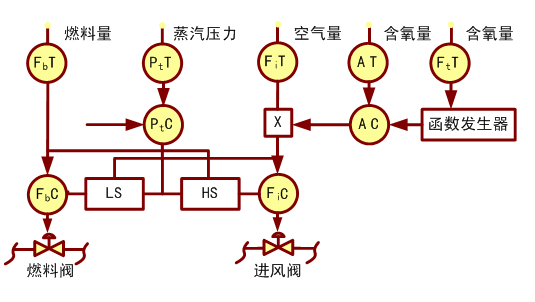 燃料量 蒸汽压力 空气量 含氧量 含氧量
FbT PtT FiT AT FtT
PtC X AC 函数发生器
FbC LS HS FiC
燃料阀 进风阀